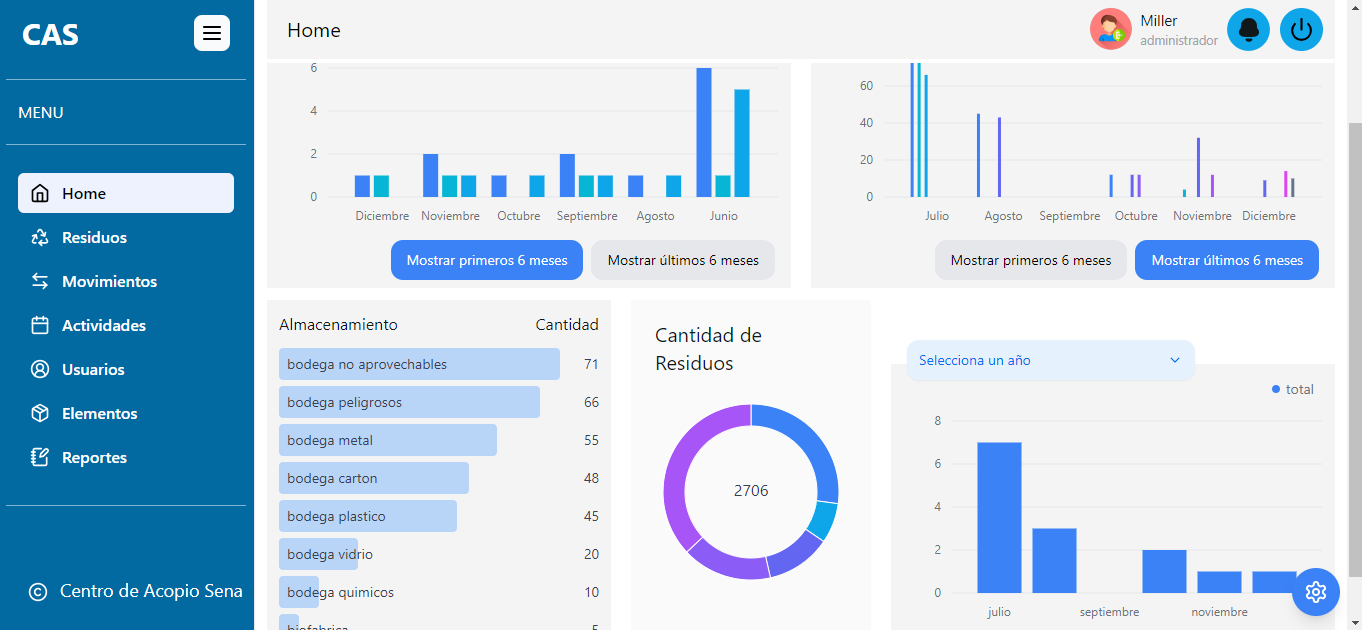 CAS
MENU
Home
Residuos
Movimientos
Actividades
Usuarios
Elementos
Reportes
© Centro de Acopio Sena
Home
Miller
administrador
6
4
2
0
Diciembre Noviembre Octubre Septiembre Agosto Junio
Mostrar primeros 6 meses Mostrar últimos 6 meses
60
40
20
0
Julio Agosto Septiembre Octubre Noviembre Diciembre
Mostrar primeros 6 meses Mostrar últimos 6 meses
Almacenamiento Cantidad
bodega no aprovechables 71
bodega peligrosos 66
bodega metal 55
bodega carton 48
bodega plastico 45
bodega vidrio 20
bodega quimicos 10
biofabrica 5
Cantidad de
Residuos
2706
Selecciona un año
total
8
6
4
2
0
julio septiembre noviembre